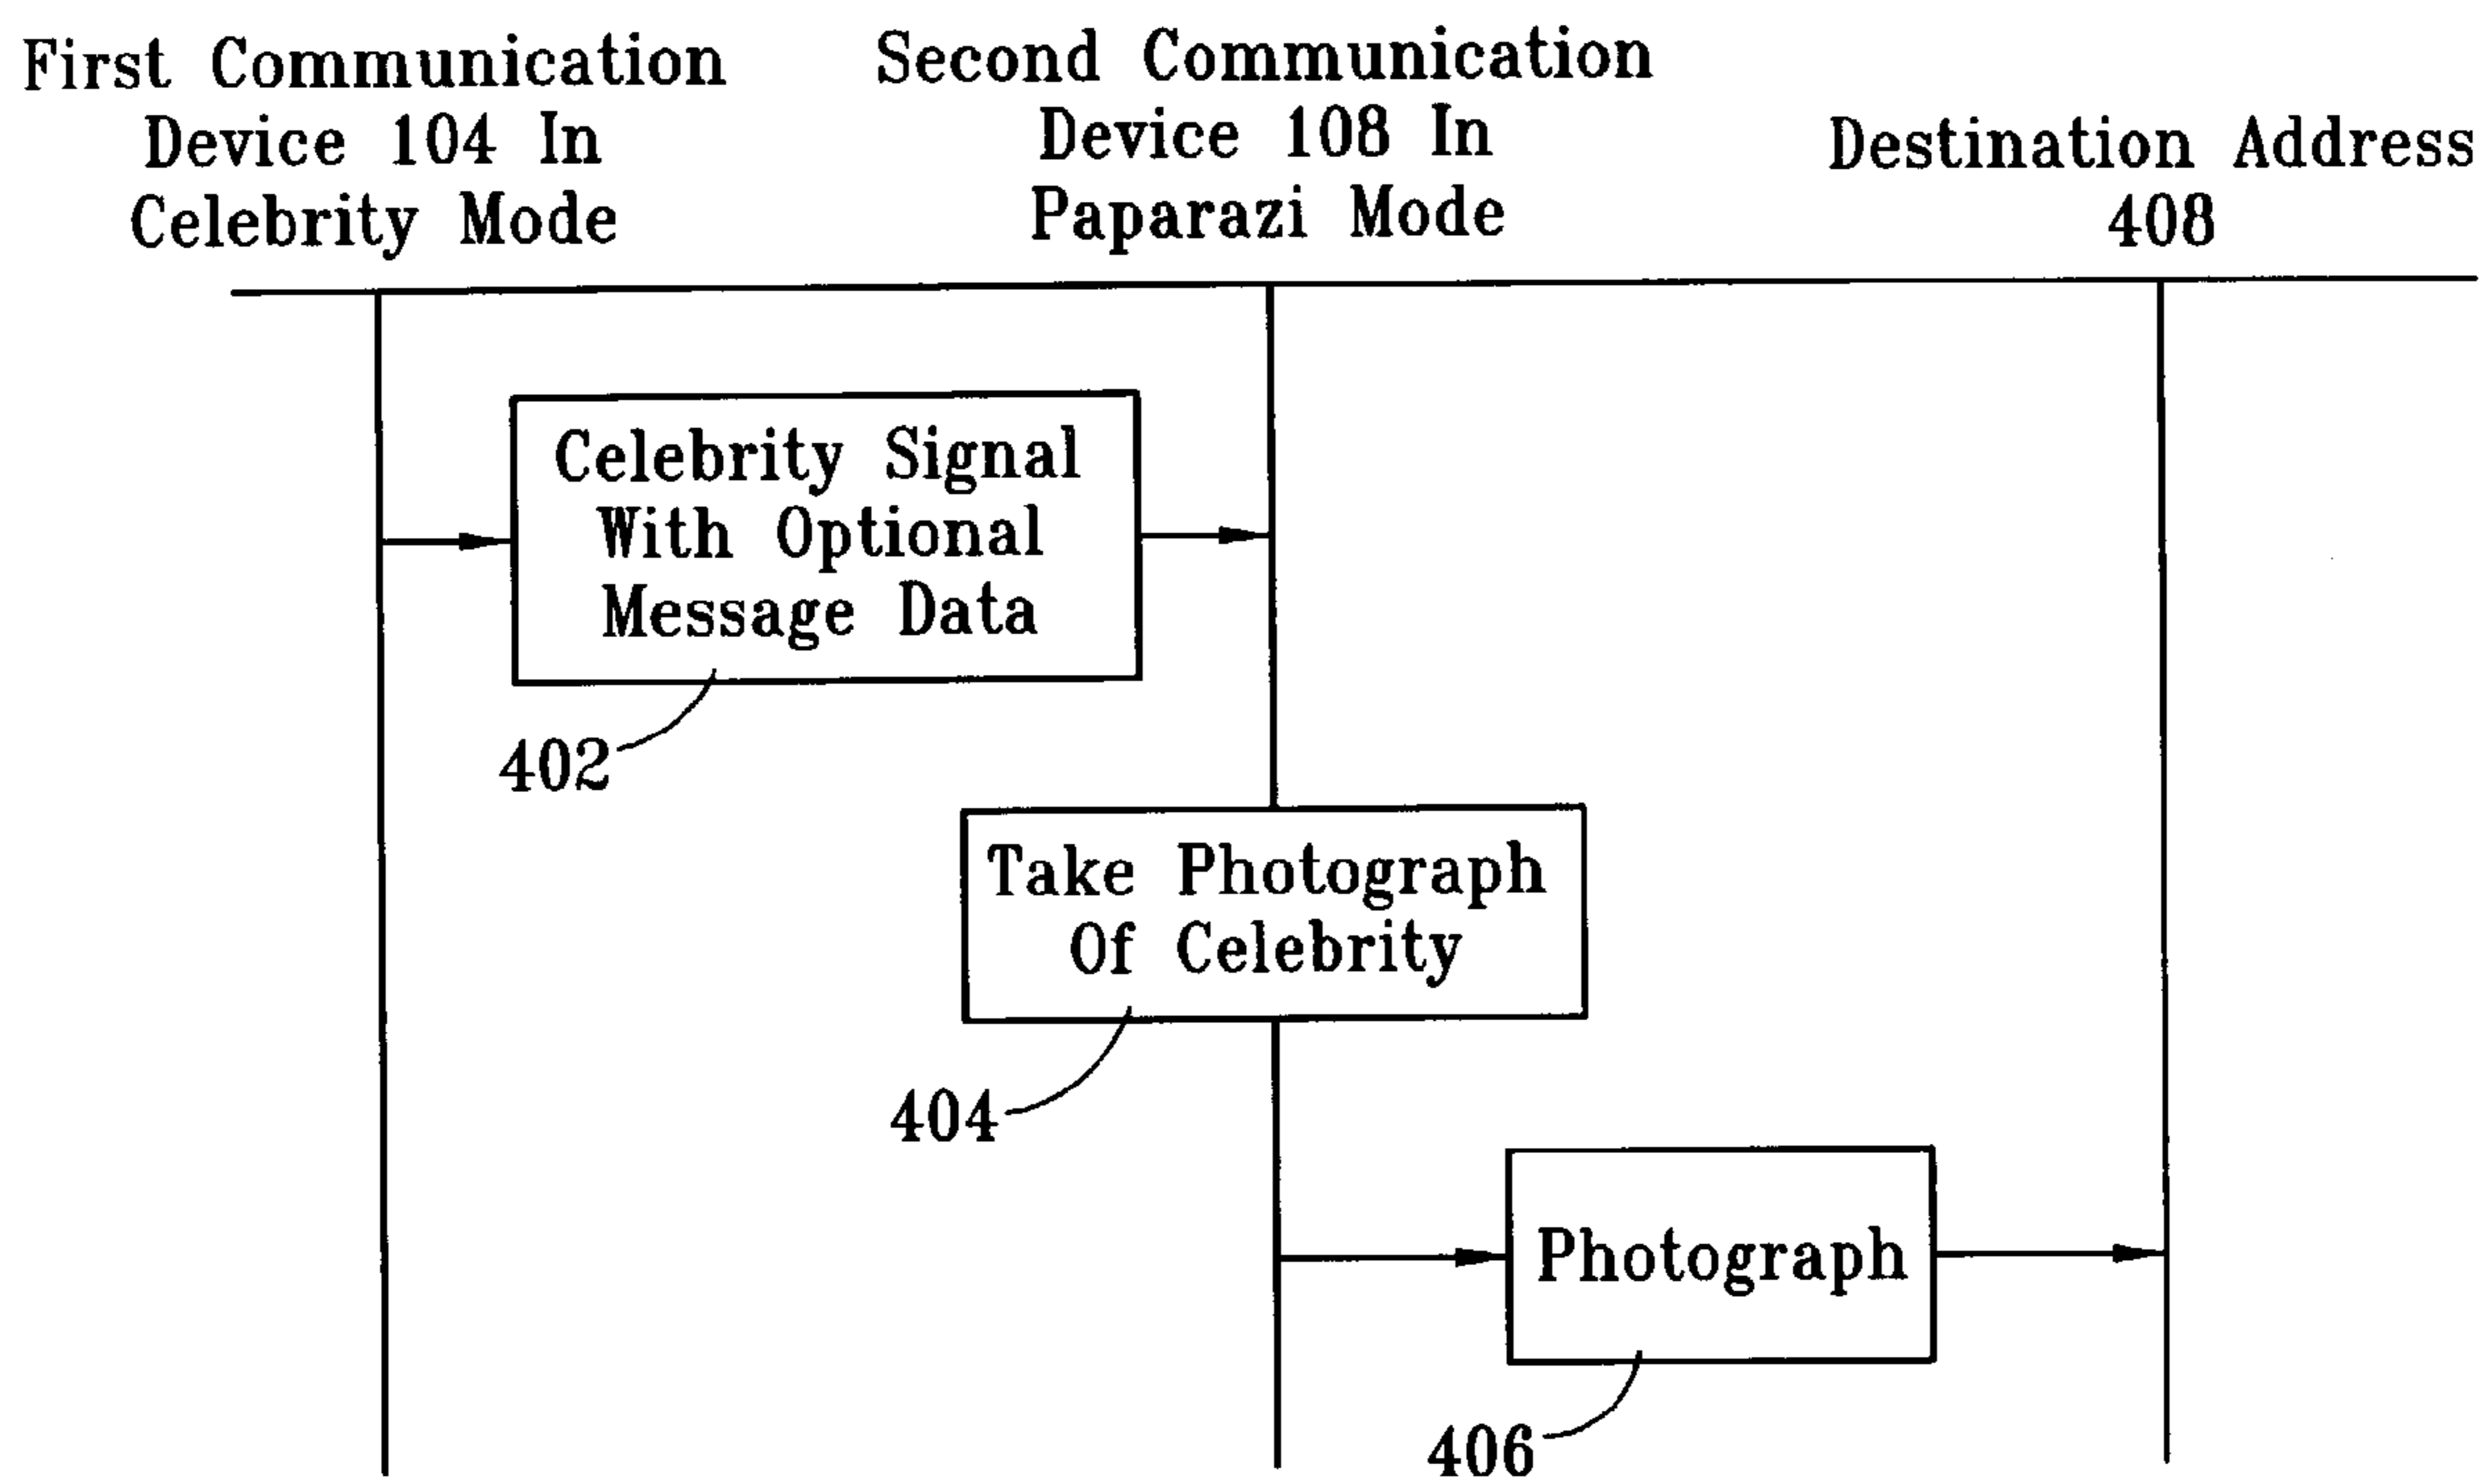 First Communication
Device 104 In
Celebrity Mode
Second Communication
Device 108 In
Paparazi Mode
Destination Address
408
Celebrity Signal
With Optional
Message Data
402
Take Photograph
Of Celebrity
404
Photograph
406